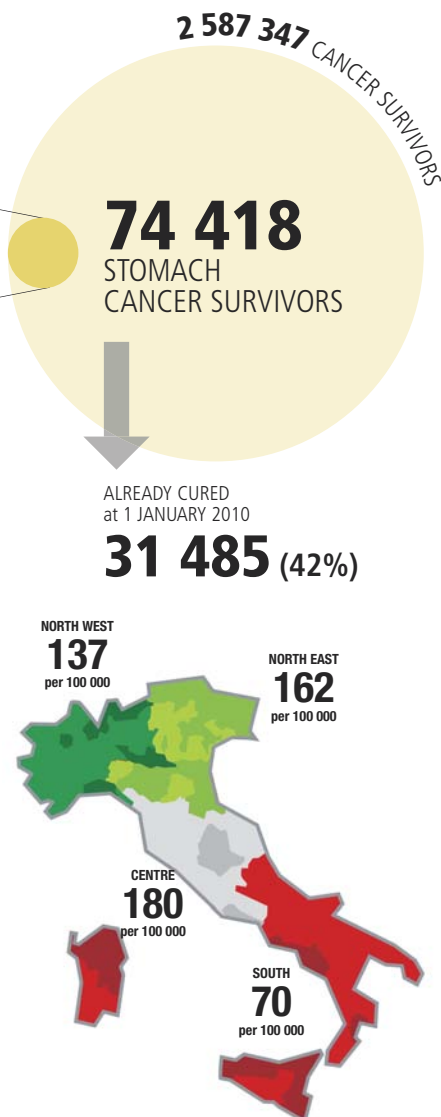 2 587 347 CANCER SURVIVORS
74 418
STOMACH
CANCER SURVIVORS
ALREADY CURED
at 1 JANUARY 2010
31 485 (42%)
NORTH WEST
137
per 100 000
NORTH EAST
162
per 100 000
CENTRE
180
per 100 000
SOUTH
70
per 100 000